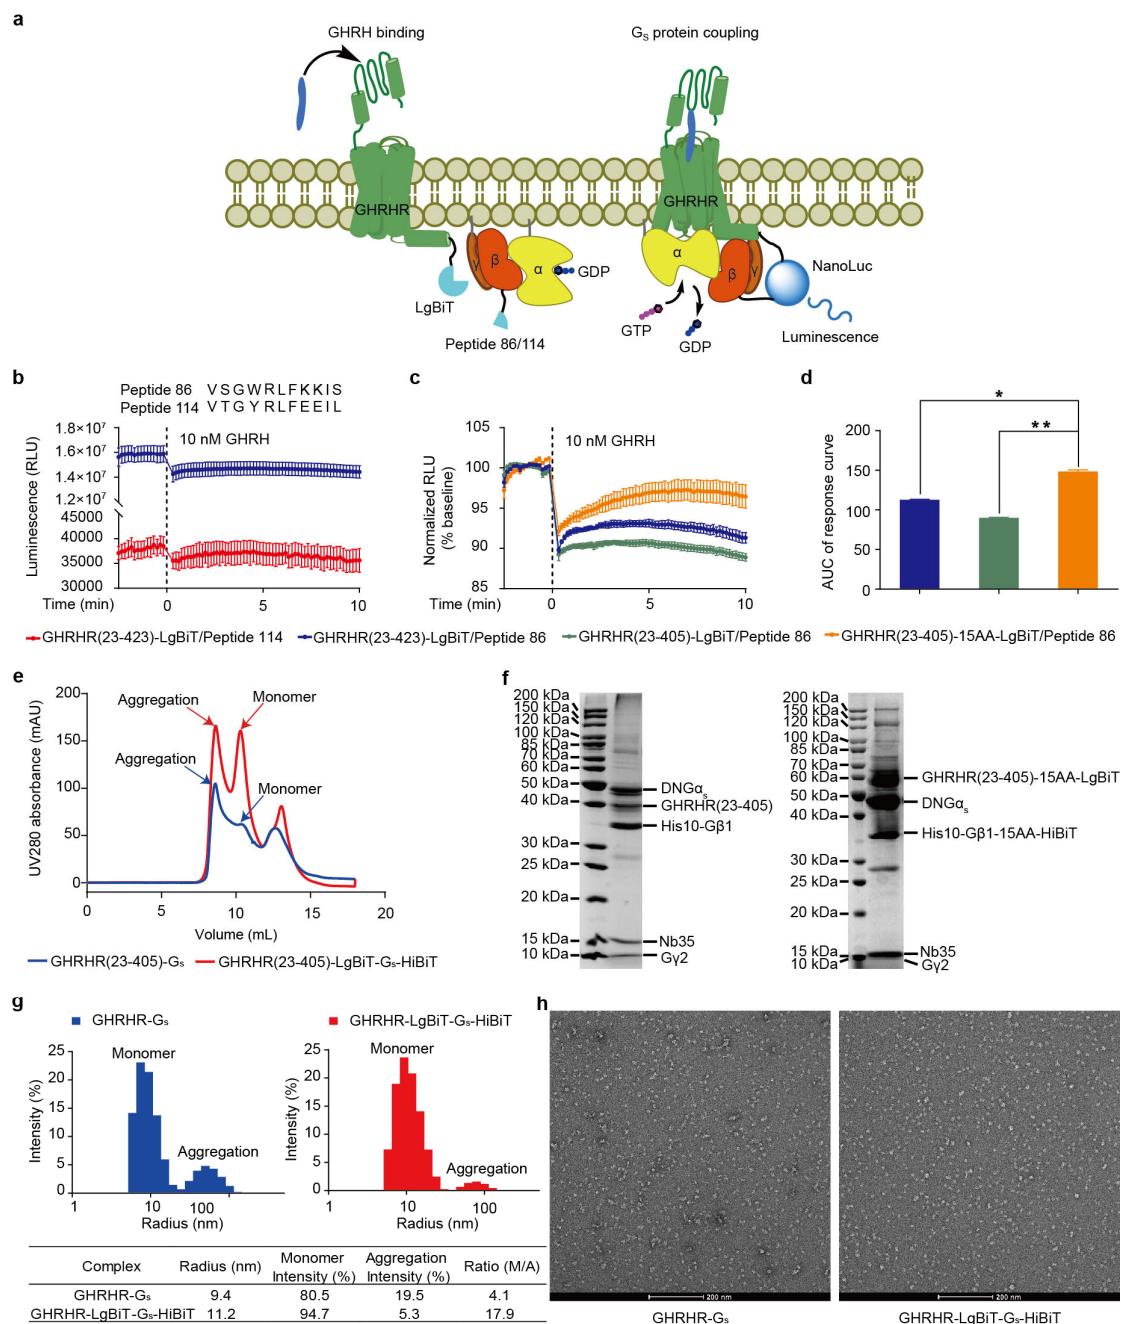 a
GHRH binding
Gs protein coupling
GHRHR
GHRHR
γ
β
α
GDP
LgBiT
Peptide 86/114
α
β
γ
NanoLuc
GTP
GDP
Luminescence
b
Peptide 86 VSGWRLFKKIS
Peptide 114 VTGYRLFEEIL
Luminescence (RLU)
1.8×10⁷
1.6×10⁷
1.4×10⁷
1.2×10⁷
45000
40000
35000
30000
10 nM GHRH
Time (min)
0
5
10
c
Normalized RLU
(% baseline)
105
100
95
90
85
10 nM GHRH
Time (min)
0
5
10
d
AUC of response curve
200
150
100
50
0
*
**
GHRHR(23-423)-LgBiT/Peptide 114
GHRHR(23-423)-LgBiT/Peptide 86
GHRHR(23-405)-LgBiT/Peptide 86
GHRHR(23-405)-15AA-LgBiT/Peptide 86
e
UV280 absorbance (mAU)
200
150
100
50
0
Aggregation
Monomer
Aggregation
Monomer
0
5
10
15
20
Volume (mL)
GHRHR(23-405)-Gs
GHRHR(23-405)-LgBiT-Gs-HiBiT
f
200 kDa
150 kDa
120 kDa
100 kDa
85 kDa
70 kDa
60 kDa
50 kDa
40 kDa
30 kDa
25 kDa
20 kDa
15 kDa
10 kDa
DNGαs
GHRHR(23-405)
His10-Gβ1
Nb35
Gγ2
200 kDa
150 kDa
120 kDa
100 kDa
85 kDa
70 kDa
60 kDa
50 kDa
40 kDa
30 kDa
25 kDa
20 kDa
15 kDa
10 kDa
GHRHR(23-405)-15AA-LgBiT
DNGαs
His10-Gβ1-15AA-HiBiT
Nb35
Gγ2
g
GHRHR-Gs
Intensity (%)
25
20
15
10
5
0
Monomer
Aggregation
1
10
100
Radius (nm)
GHRHR-LgBiT-Gs-HiBiT
Intensity (%)
25
20
15
10
5
0
Monomer
Aggregation
1
10
100
Radius (nm)
Complex Radius (nm) Monomer Intensity (%) Aggregation Intensity (%) Ratio (M/A)
GHRHR-Gs 9.4 80.5 19.5 4.1
GHRHR-LgBiT-Gs-HiBiT 11.2 94.7 5.3 17.9
h
200 nm
200 nm
GHRHR-Gs
GHRHR-LgBiT-Gs-HiBiT